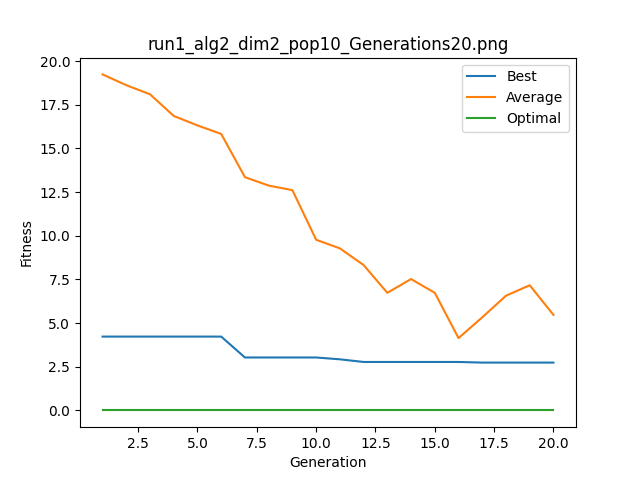 run1_alg2_dim2_pop10_Generations20.png
Best
Average
Optimal
Fitness
20.0
17.5
15.0
12.5
10.0
7.5
5.0
2.5
0.0
2.5 5.0 7.5 10.0 12.5 15.0 17.5 20.0
Generation